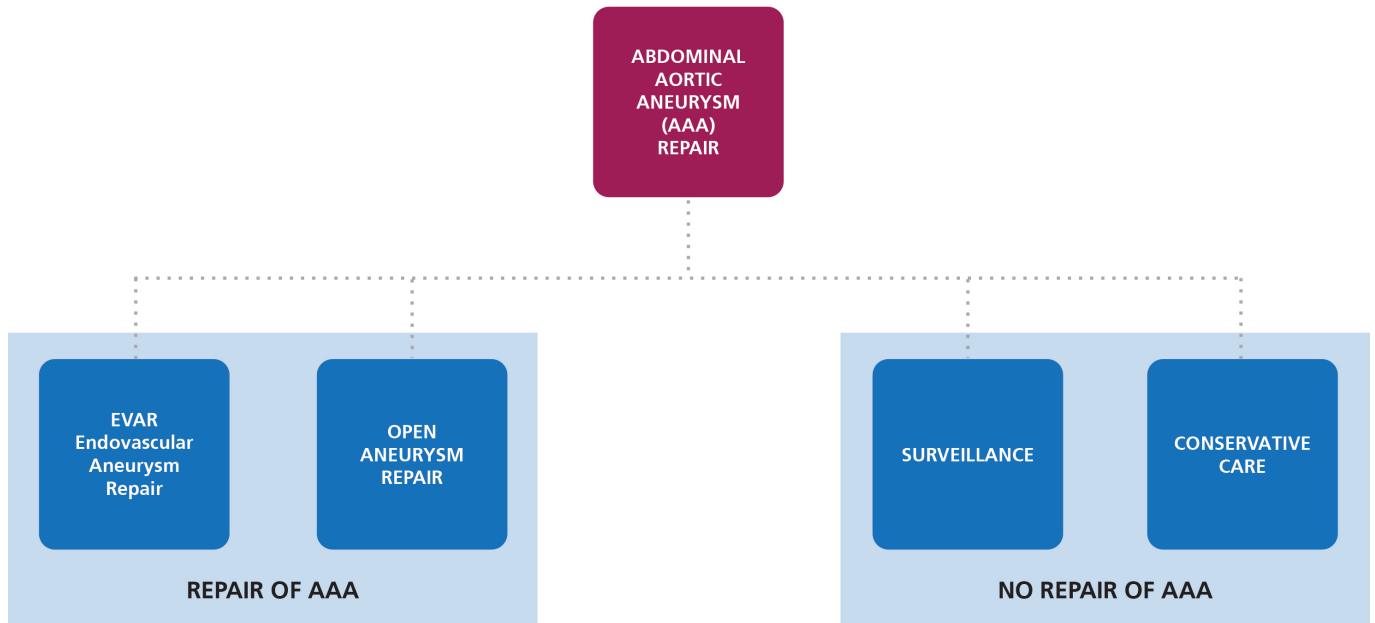 ABDOMINAL
AORTIC
ANEURYSM
(AAA)
REPAIR
EVAR
Endovascular
Aneurysm
Repair
OPEN
ANEURYSM
REPAIR
REPAIR OF AAA
SURVEILLANCE
CONSERVATIVE
CARE
NO REPAIR OF AAA